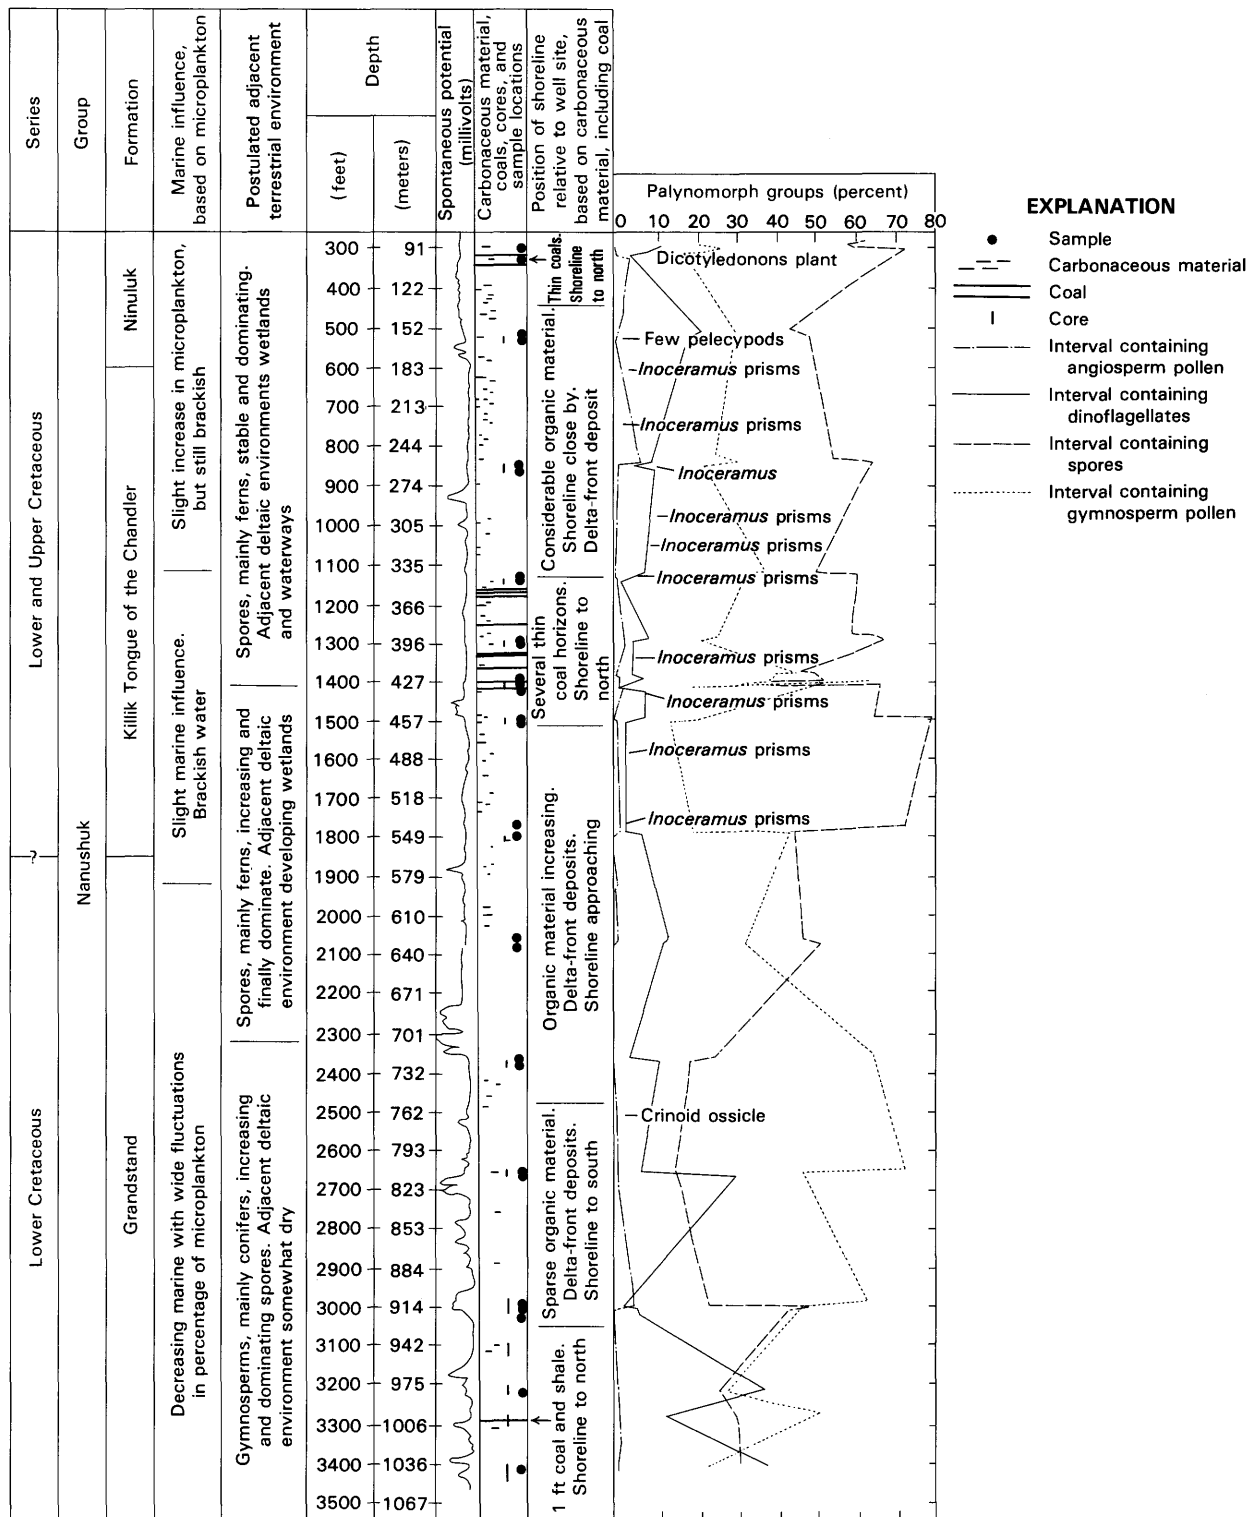 Series
Group
Formation
Marine influence,
based on microplankton
Postulated adjacent
terrestrial environment
Depth
(feet)
(meters)
Spontaneous potential
(millivolts)
Carbonaceous material,
coals, cores, and
sample locations
Position of shoreline
relative to well site,
based on carbonaceous
material, including coal
Palynomorph groups (percent)
0 10 20 30 40 50 60 70 80
Lower and Upper Cretaceous
?
Lower Cretaceous
Nanushuk
Ninuluk
Killik Tongue of the Chandler
Grandstand
Slight increase in microplankton,
but still brackish
Slight marine influence.
Brackish water
Decreasing marine with wide fluctuations
in percentage of microplankton
Spores, mainly ferns, stable and dominating.
Adjacent deltaic environments wetlands
and waterways
Spores, mainly ferns, increasing and
finally dominate. Adjacent deltaic
environment developing wetlands
Gymnosperms, mainly conifers, increasing
and dominating spores. Adjacent deltaic
environment somewhat dry
300 91
400 122
500 152
600 183
700 213
800 244
900 274
1000 305
1100 335
1200 366
1300 396
1400 427
1500 457
1600 488
1700 518
1800 549
1900 579
2000 610
2100 640
2200 671
2300 701
2400 732
2500 762
2600 793
2700 823
2800 853
2900 884
3000 914
3100 942
3200 975
3300 1006
3400 1036
3500 1067
Thin coals.
Shoreline
to north
Considerable organic material.
Shoreline close by.
Delta-front deposit
Several thin
coal horizons.
Shoreline to
north
Organic material increasing.
Delta-front deposits.
Shoreline approaching
Sparse organic material.
Delta-front deposits.
Shoreline to south
1 ft coal and shale.
Shoreline to north
Dicotyledonons plant
Few pelecypods
Inoceramus prisms
Inoceramus prisms
Inoceramus
Inoceramus prisms
Inoceramus prisms
Inoceramus prisms
Inoceramus prisms
Inoceramus prisms
Inoceramus prisms
Inoceramus prisms
Crinoid ossicle
EXPLANATION
Sample
Carbonaceous material
Coal
Core
Interval containing
angiosperm pollen
Interval containing
dinoflagellates
Interval containing
spores
Interval containing
gymnosperm pollen